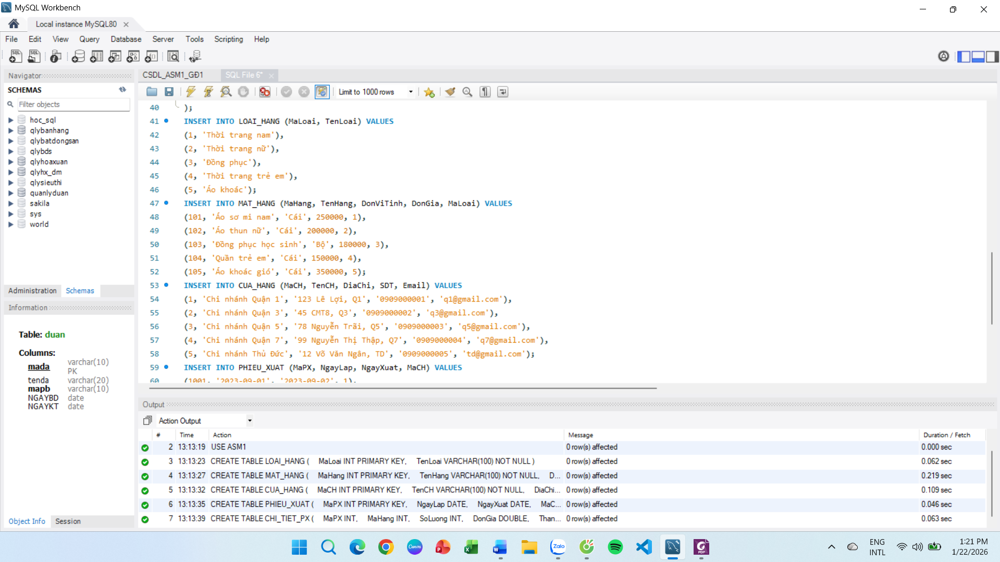 MySQL Workbench
Local instance MySQL80
File Edit View Query Database Server Tools Scripting Help
Navigator
SCHEMAS
Filter objects
hoc_sql
qlybanhang
qlybatdongsan
qlybds
qlyhoaxuan
qlyhx_dm
qlysieuthi
quanlyduan
sakila
sys
world
Administration Schemas
Information
Table: duan
Columns:
mada varchar(10) PK
tenda varchar(20)
mapb varchar(10)
NGAYBD date
NGAYKT date
Object Info Session
CSDL_ASM1_GĐ1 SQL File 6*
Limit to 1000 rows
40 );
41 INSERT INTO LOAI_HANG (MaLoai, TenLoai) VALUES
42 (1, 'Thời trang nam'),
43 (2, 'Thời trang nữ'),
44 (3, 'Đồng phục'),
45 (4, 'Thời trang trẻ em'),
46 (5, 'Áo khoác');
47 INSERT INTO MAT_HANG (MaHang, TenHang, DonViTinh, DonGia, MaLoai) VALUES
48 (101, 'Áo sơ mi nam', 'Cái', 250000, 1),
49 (102, 'Áo thun nữ', 'Cái', 200000, 2),
50 (103, 'Đồng phục học sinh', 'Bộ', 180000, 3),
51 (104, 'Quần trẻ em', 'Cái', 150000, 4),
52 (105, 'Áo khoác gió', 'Cái', 350000, 5);
53 INSERT INTO CUA_HANG (MaCH, TenCH, DiaChi, SDT, Email) VALUES
54 (1, 'Chi nhánh Quận 1', '123 Lê Lợi, Q1', '0909000001', 'q1@gmail.com'),
55 (2, 'Chi nhánh Quận 3', '45 CMT8, Q3', '0909000002', 'q3@gmail.com'),
56 (3, 'Chi nhánh Quận 5', '78 Nguyễn Trãi, Q5', '0909000003', 'q5@gmail.com'),
57 (4, 'Chi nhánh Quận 7', '99 Nguyễn Thị Thập, Q7', '0909000004', 'q7@gmail.com'),
58 (5, 'Chi nhánh Thủ Đức', '12 Võ Văn Ngân, TD', '0909000005', 'td@gmail.com');
59 INSERT INTO PHIEU_XUAT (MaPX, NgayLap, NgayXuat, MaCH) VALUES
60 (1001, '2023-09-01', '2023-09-02', 1),
Output
Action Output
# Time Action Message Duration / Fetch
2 13:13:19 USE ASM1 0 row(s) affected 0.000 sec
3 13:13:23 CREATE TABLE LOAI_HANG ( MaLoai INT PRIMARY KEY, TenLoai VARCHAR(100) NOT NULL ) 0 row(s) affected 0.062 sec
4 13:13:27 CREATE TABLE MAT_HANG ( MaHang INT PRIMARY KEY, TenHang VARCHAR(100) NOT NULL, D... 0 row(s) affected 0.219 sec
5 13:13:32 CREATE TABLE CUA_HANG ( MaCH INT PRIMARY KEY, TenCH VARCHAR(100) NOT NULL, DiaChi... 0 row(s) affected 0.109 sec
6 13:13:35 CREATE TABLE PHIEU_XUAT ( MaPX INT PRIMARY KEY, NgayLap DATE, NgayXuat DATE, MaC... 0 row(s) affected 0.046 sec
7 13:13:39 CREATE TABLE CHI_TIET_PX ( MaPX INT, MaHang INT, SoLuong INT, DonGia DOUBLE, Than... 0 row(s) affected 0.063 sec
Canva
Zalo
PDF
ENG
INTL
1:21 PM
1/22/2026